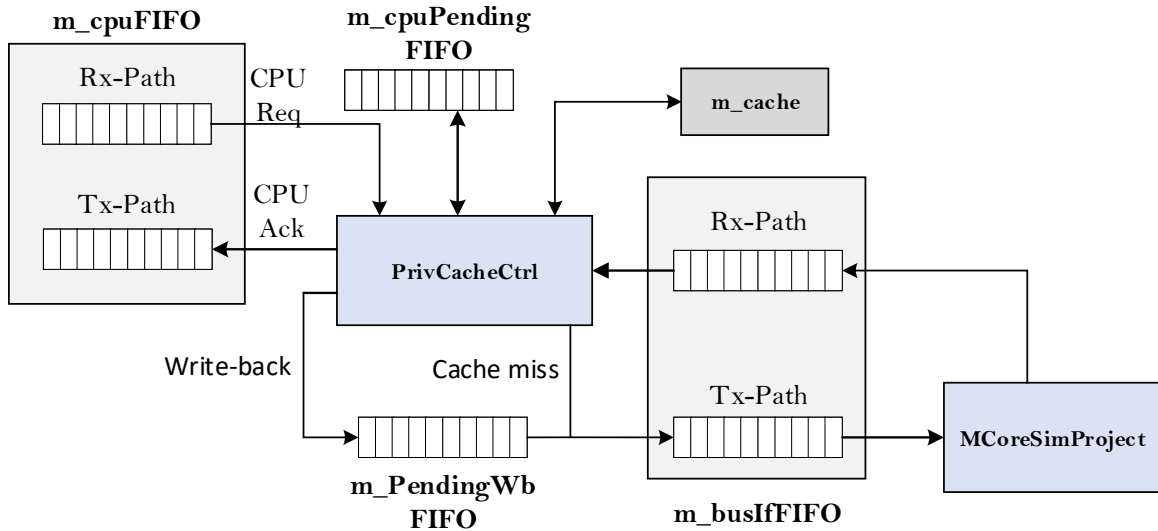 m_cpuFIFO
m_cpuPending
FIFO
Rx-Path
CPU
Req
m_cache
Tx-Path
CPU
Ack
Rx-Path
PrivCacheCtrl
Write-back
Cache miss
Tx-Path
MCoreSimProject
m_PendingWb
FIFO
m_busIfFIFO